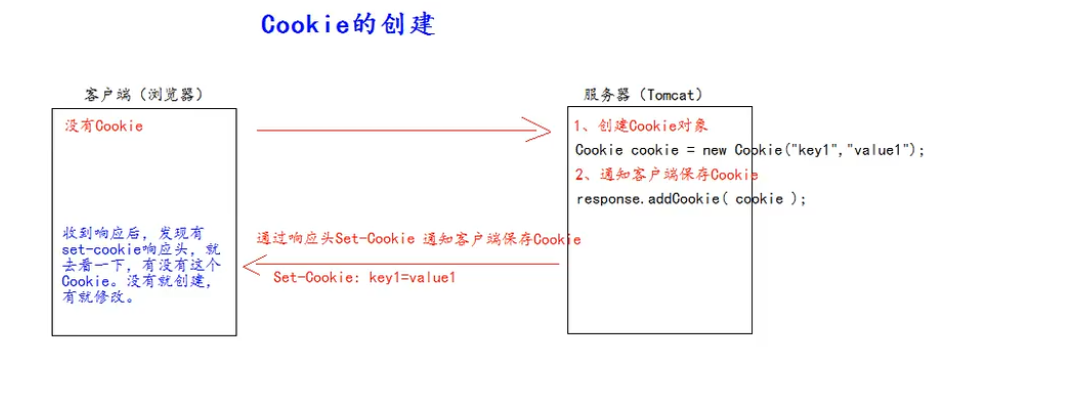 Cookie的创建
客户端（浏览器）
没有Cookie
收到响应后，发现有
set-cookie响应头，就
去看一下，有没有这个
Cookie。没有就创建，
有就修改。
通过响应头Set-Cookie 通知客户端保存Cookie
Set-Cookie: key1=value1
服务器（Tomcat）
1、创建Cookie对象
Cookie cookie = new Cookie("key1","value1");
2、通知客户端保存Cookie
response.addCookie( cookie );